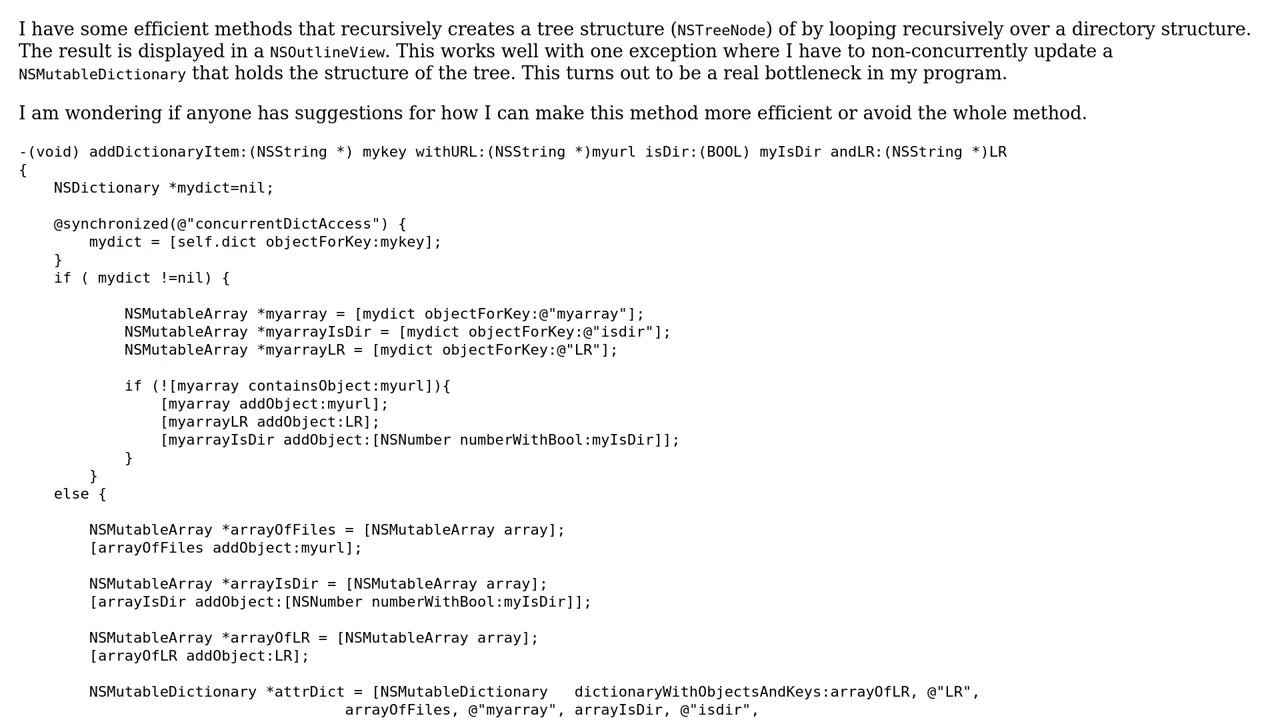 I have some efficient methods that recursively creates a tree structure (NSTreeNode) of by looping recursively over a directory structure.
The result is displayed in a NSOutlineView. This works well with one exception where I have to non-concurrently update a
NSMutableDictionary that holds the structure of the tree. This turns out to be a real bottleneck in my program.
I am wondering if anyone has suggestions for how I can make this method more efficient or avoid the whole method.
-(void) addDictionaryItem:(NSString *) mykey withURL:(NSString *)myurl isDir:(BOOL) myIsDir andLR:(NSString *)LR
{
    NSDictionary *mydict=nil;
    @synchronized(@"concurrentDictAccess") {
        mydict = [self.dict objectForKey:mykey];
    }
    if ( mydict !=nil) {
            NSMutableArray *myarray = [mydict objectForKey:@"myarray"];
            NSMutableArray *myarrayIsDir = [mydict objectForKey:@"isdir"];
            NSMutableArray *myarrayLR = [mydict objectForKey:@"LR"];
            if (![myarray containsObject:myurl]){
                [myarray addObject:myurl];
                [myarrayLR addObject:LR];
                [myarrayIsDir addObject:[NSNumber numberWithBool:myIsDir]];
            }
        }
    else {
        NSMutableArray *arrayOfFiles = [NSMutableArray array];
        [arrayOfFiles addObject:myurl];
        NSMutableArray *arrayIsDir = [NSMutableArray array];
        [arrayIsDir addObject:[NSNumber numberWithBool:myIsDir]];
        NSMutableArray *arrayOfLR = [NSMutableArray array];
        [arrayOfLR addObject:LR];
        NSMutableDictionary *attrDict = [NSMutableDictionary   dictionaryWithObjectsAndKeys:arrayOfLR, @"LR",
                                     arrayOfFiles, @"myarray", arrayIsDir, @"isdir",